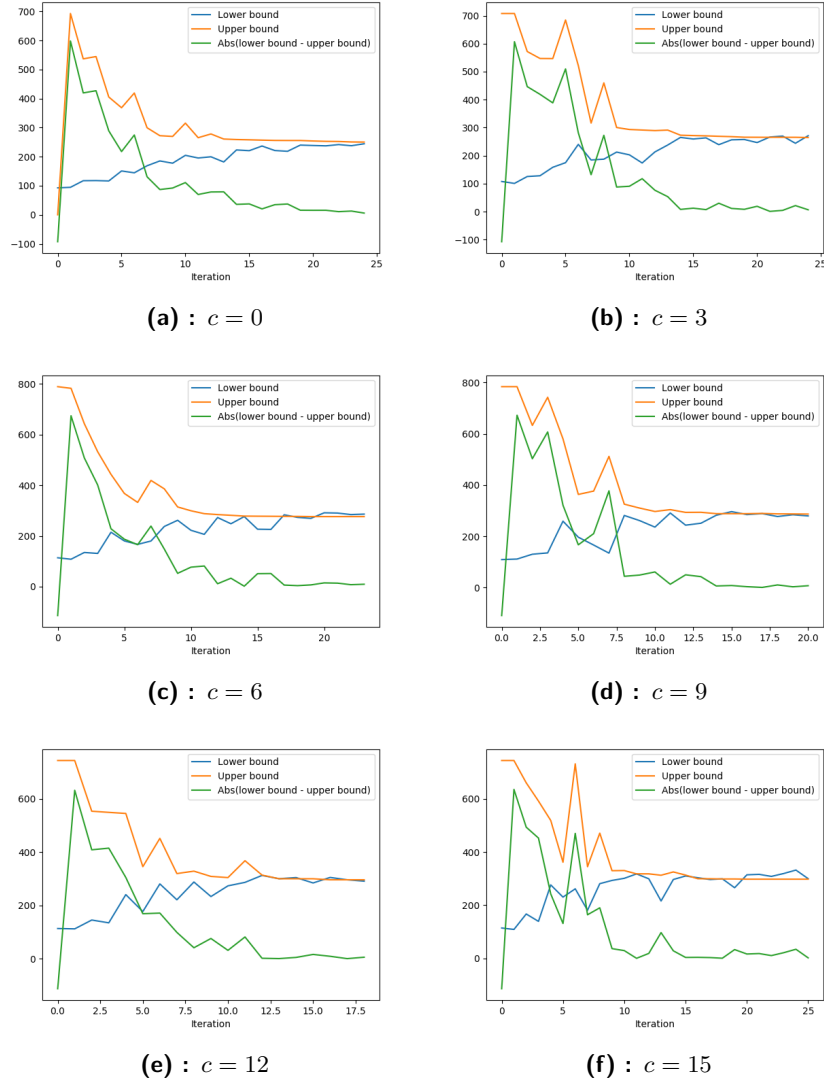 700
600
500
400
300
200
100
0
−100
Lower bound
Upper bound
Abs(lower bound - upper bound)
0 5 10 15 20 25
Iteration
(a) : c = 0
700
600
500
400
300
200
100
0
−100
Lower bound
Upper bound
Abs(lower bound - upper bound)
0 5 10 15 20 25
Iteration
(b) : c = 3
800
600
400
200
0
Lower bound
Upper bound
Abs(lower bound - upper bound)
0 5 10 15 20
Iteration
(c) : c = 6
800
600
400
200
0
Lower bound
Upper bound
Abs(lower bound - upper bound)
0.0 2.5 5.0 7.5 10.0 12.5 15.0 17.5 20.0
Iteration
(d) : c = 9
600
400
200
0
Lower bound
Upper bound
Abs(lower bound - upper bound)
0.0 2.5 5.0 7.5 10.0 12.5 15.0 17.5
Iteration
(e) : c = 12
600
400
200
0
Lower bound
Upper bound
Abs(lower bound - upper bound)
0 5 10 15 20 25
Iteration
(f) : c = 15